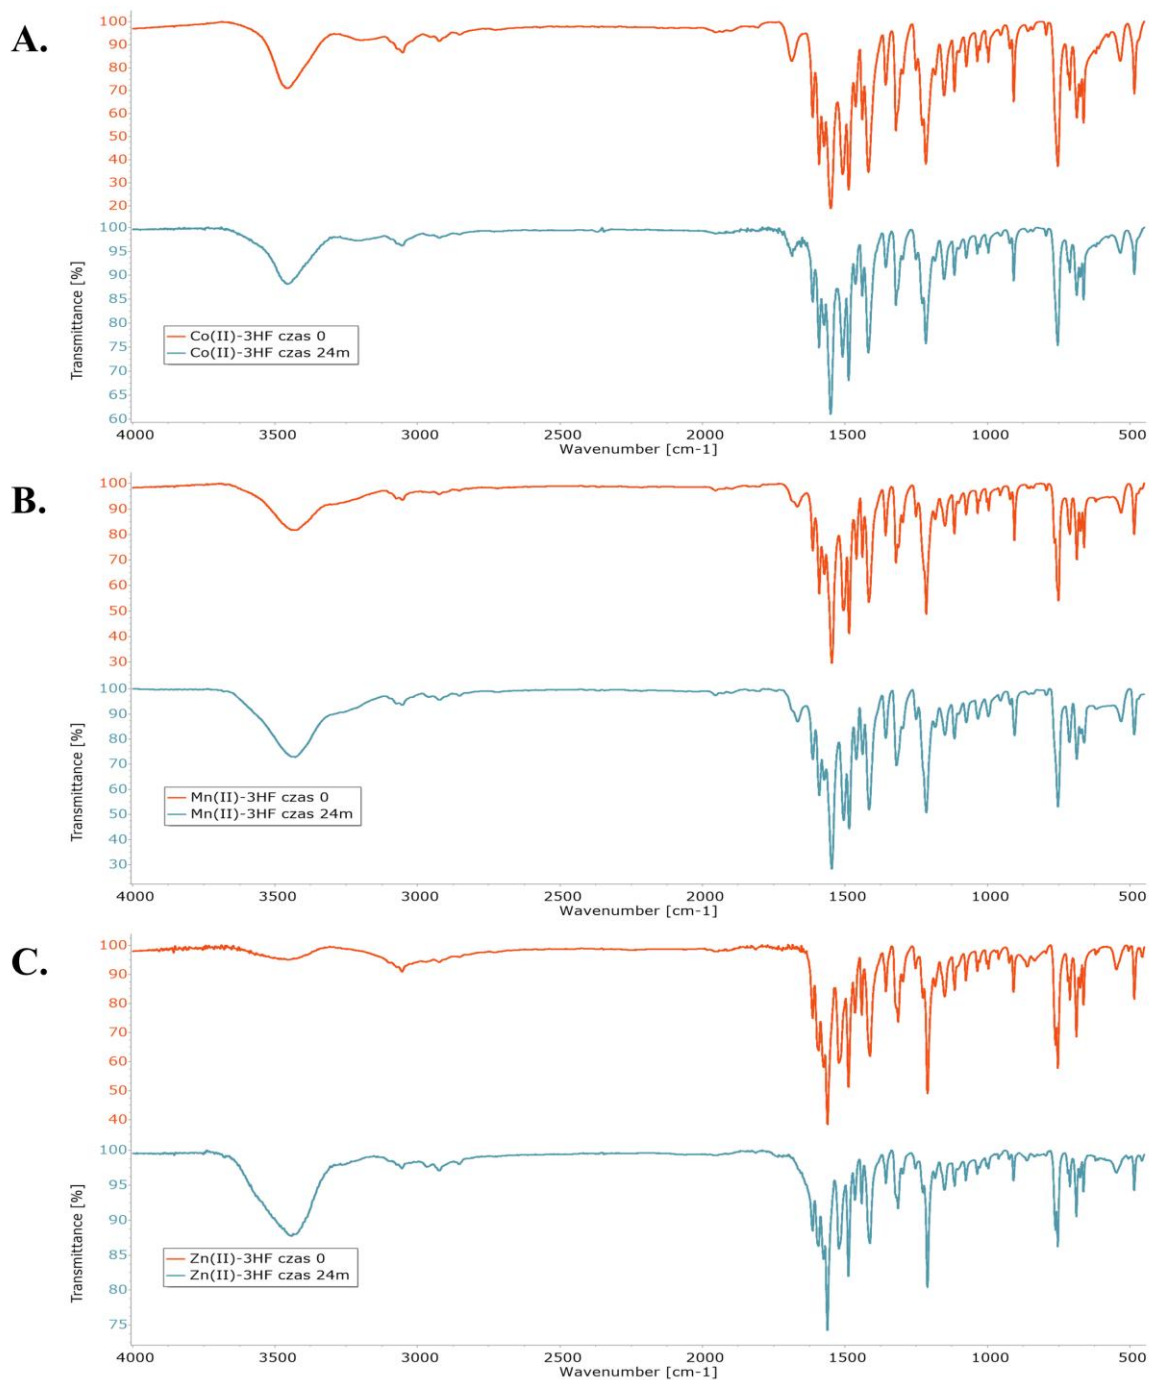 A.
100
90
80
70
60
50
40
30
20
100
95
90
85
80
75
70
65
60
Transmittance [%]
Co(II)-3HF czas 0
Co(II)-3HF czas 24m
4000 3500 3000 2500 2000 1500 1000 500
Wavenumber [cm-1]
B.
100
90
80
70
60
50
40
30
100
90
80
70
60
50
40
30
Transmittance [%]
Mn(II)-3HF czas 0
Mn(II)-3HF czas 24m
4000 3500 3000 2500 2000 1500 1000 500
Wavenumber [cm-1]
C.
100
90
80
70
60
50
40
100
95
90
85
80
75
Transmittance [%]
Zn(II)-3HF czas 0
Zn(II)-3HF czas 24m
4000 3500 3000 2500 2000 1500 1000 500
Wavenumber [cm-1]